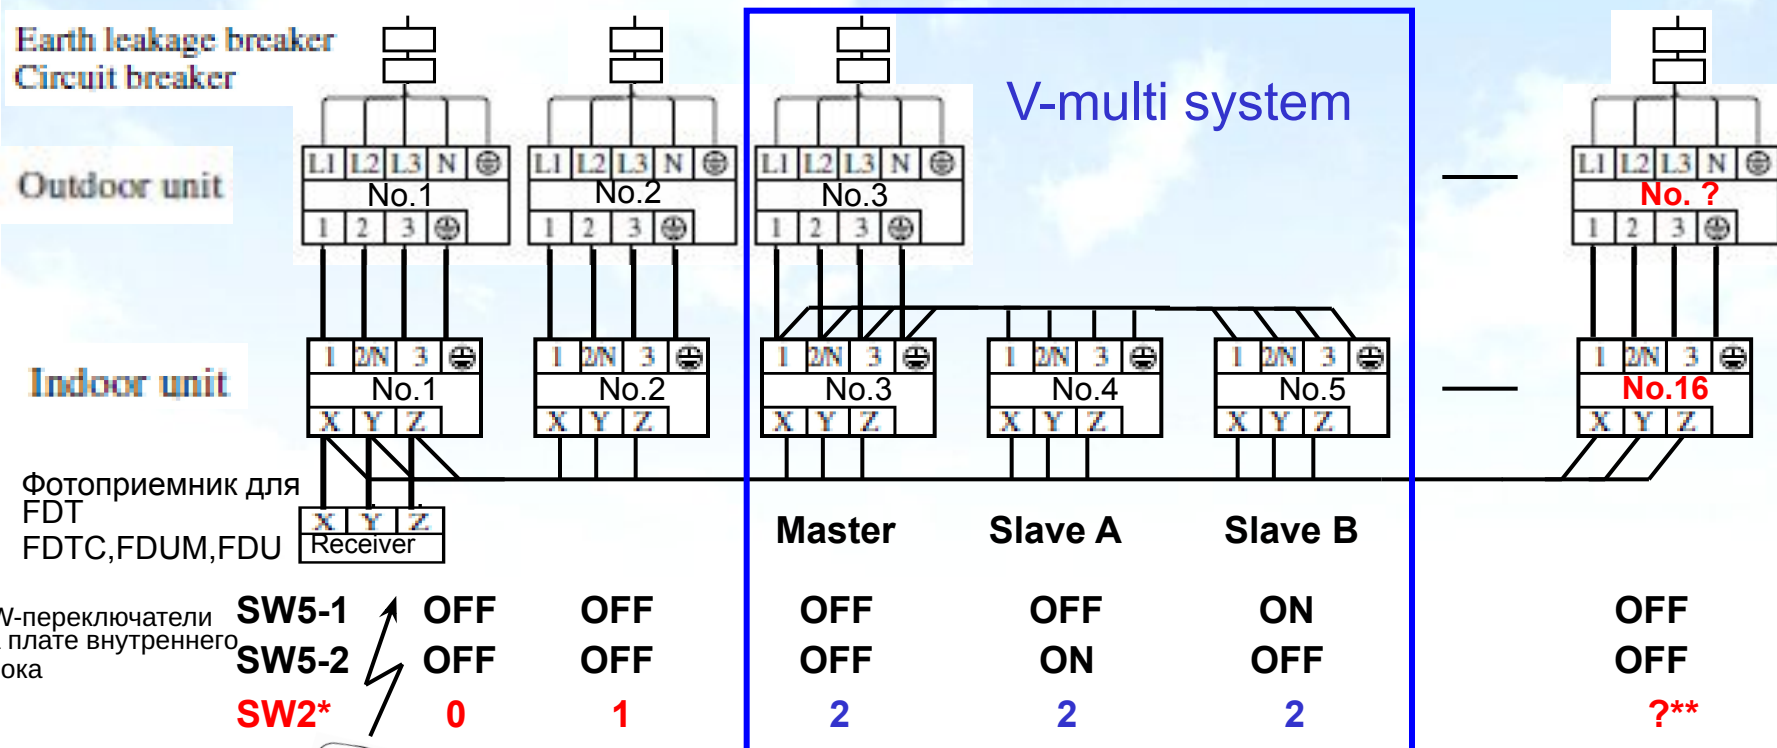 Earth leakage breaker
Circuit breaker
V-multi system
Outdoor unit
L1 L2 L3 N
No.1
1 2 3
L1 L2 L3 N
No.2
1 2 3
L1 L2 L3 N
No.3
1 2 3
L1 L2 L3 N
No. ?
1 2 3
Indoor unit
1 2/N 3
No.1
X Y Z
1 2/N 3
No.2
X Y Z
1 2/N 3
No.3
X Y Z
1 2/N 3
No.4
X Y Z
1 2/N 3
No.5
X Y Z
1 2/N 3
No.16
X Y Z
Фотоприемник для
FDT
FDTC,FDUM,FDU
X Y Z
Receiver
Master Slave A Slave B
W-переключатели
плате внутреннего
ока
SW5-1 OFF OFF OFF OFF ON OFF
SW5-2 OFF OFF OFF ON OFF OFF
SW2* 0 1 2 2 2 ?**